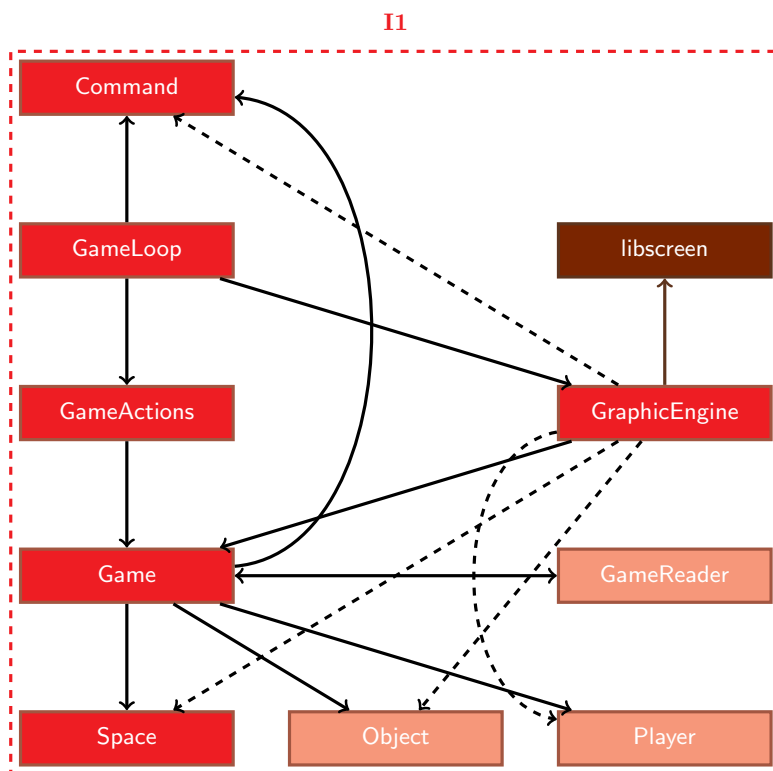 I1
Command
GameLoop
libscreen
GameActions
GraphicEngine
Game
GameReader
Space
Object
Player